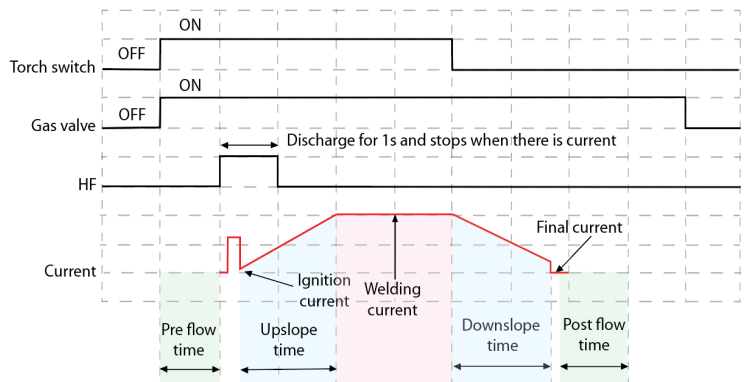 ON
OFF
Torch switch
ON
OFF
Gas valve
Discharge for 1s and stops when there is current
HF
Final current
Current
Ignition
current
Welding
current
Pre flow
time
Upslope
time
Downslope
time
Post flow
time